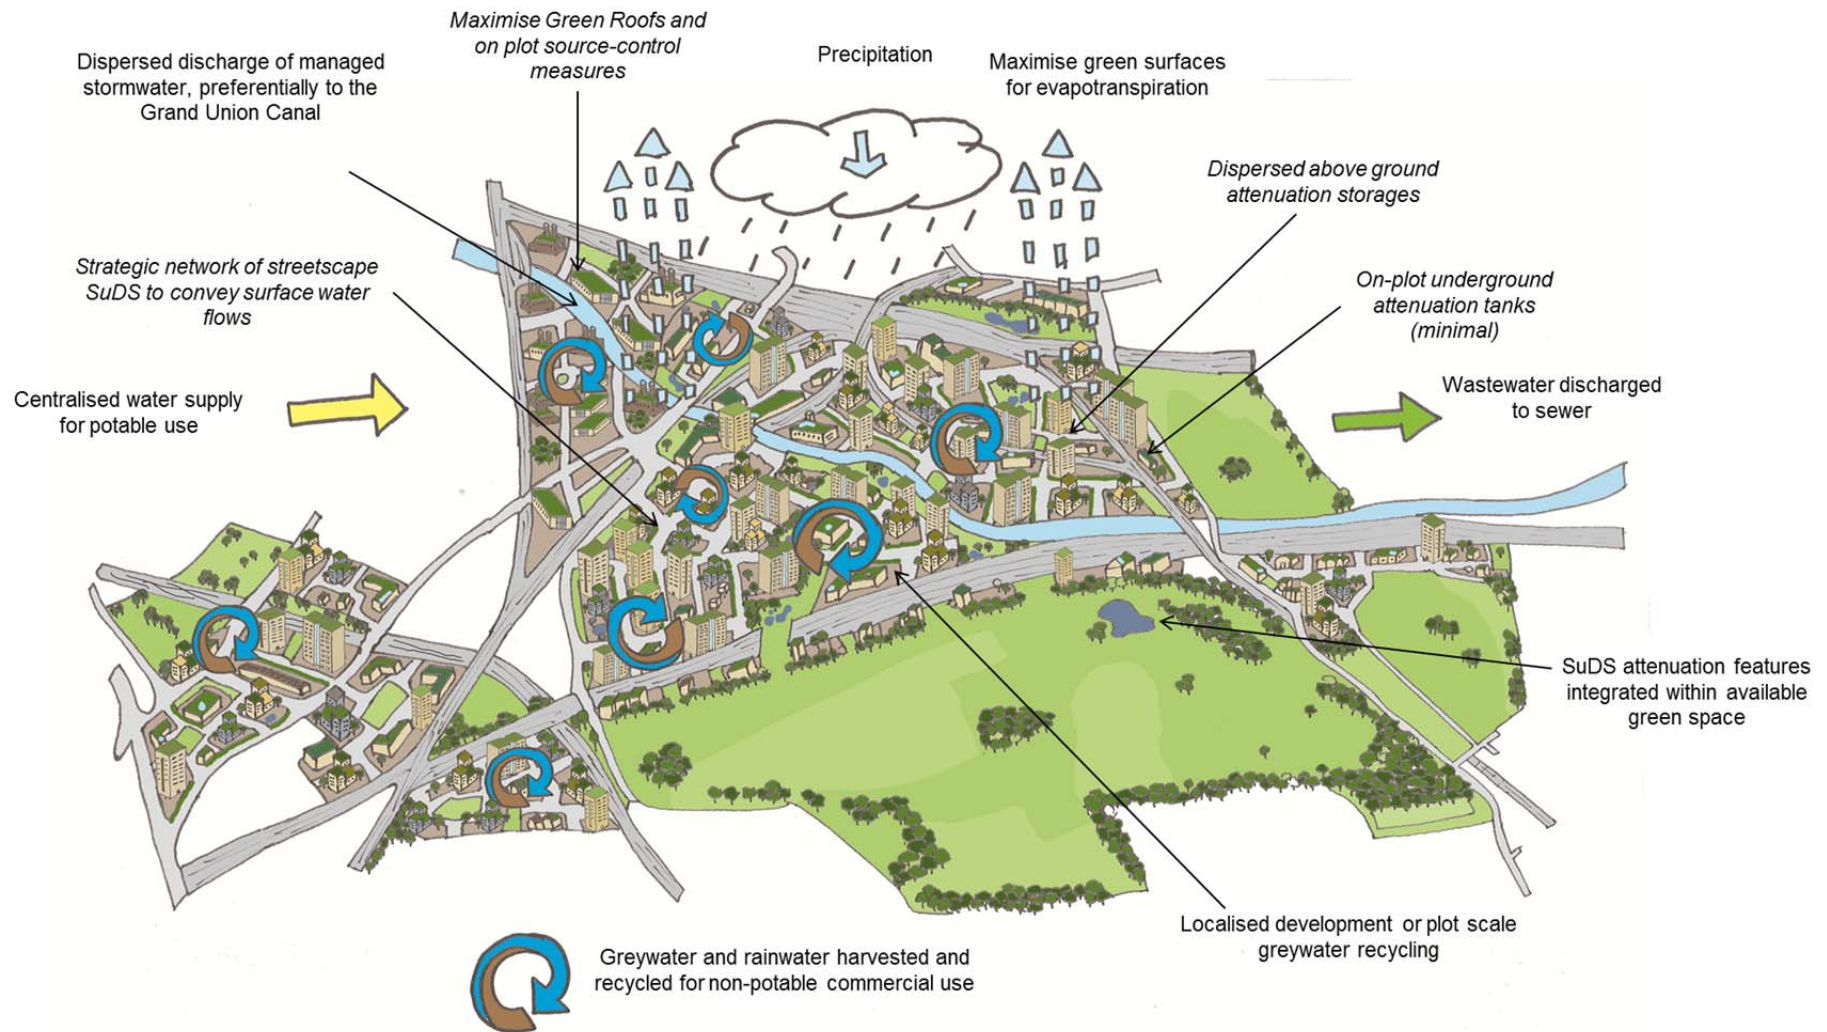 Maximise Green Roofs and
on plot source-control
measures
Dispersed discharge of managed
stormwater, preferentially to the
Grand Union Canal
Precipitation
Maximise green surfaces
for evapotranspiration
Dispersed above ground
attenuation storages
Strategic network of streetscape
SuDS to convey surface water
flows
On-plot underground
attenuation tanks
(minimal)
Centralised water supply
for potable use
Wastewater discharged
to sewer
SuDS attenuation features
integrated within available
green space
Localised development or plot scale
greywater recycling
Greywater and rainwater harvested and
recycled for non-potable commercial use